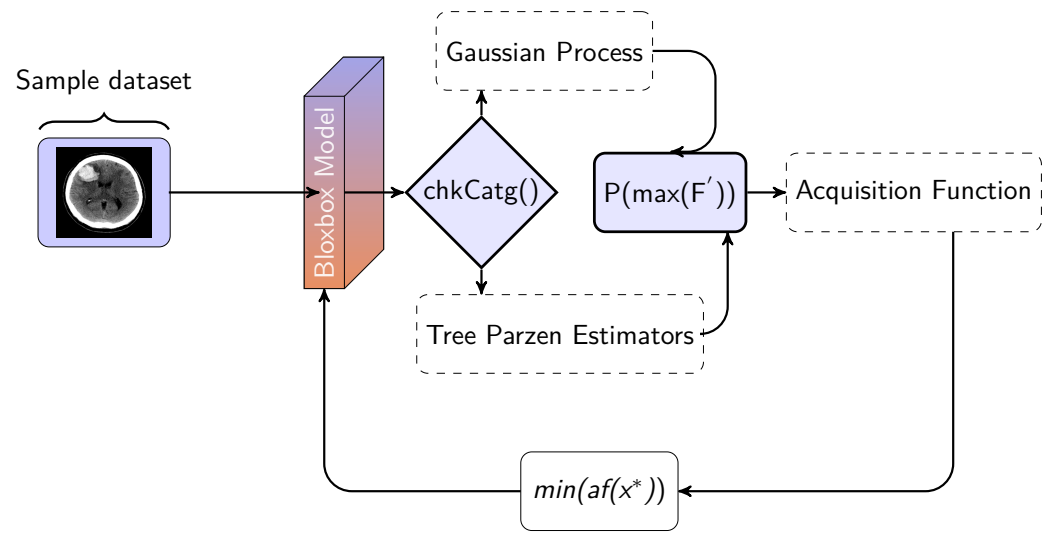 Sample dataset
Bloxbox Model
chkCatg()
Gaussian Process
Tree Parzen Estimators
P(max(F′))
Acquisition Function
min(af(x*))